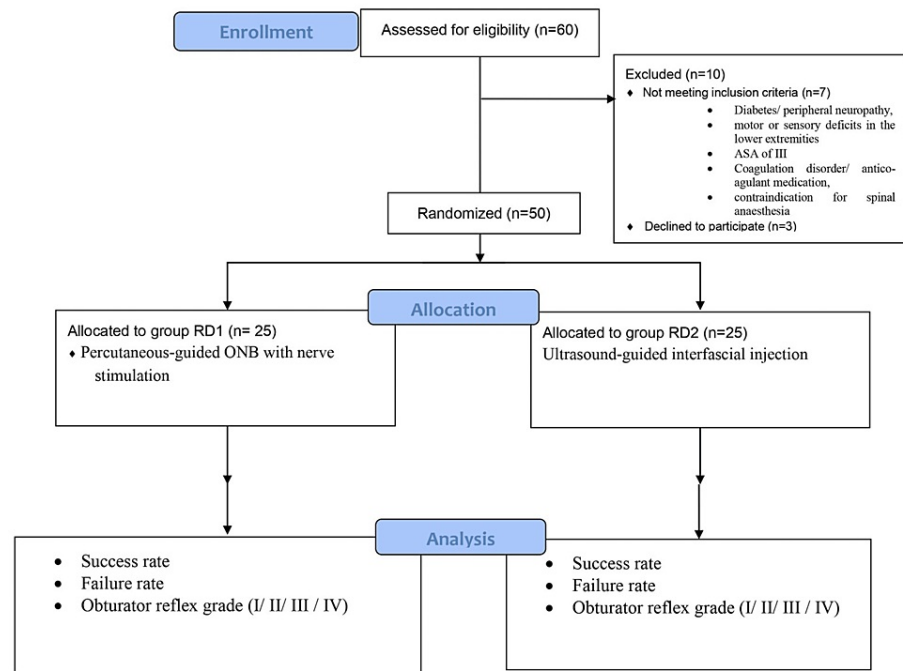 Enrollment
Assessed for eligibility (n=60)
Excluded (n=10)
♦ Not meeting inclusion criteria (n=7)
• Diabetes/ peripheral neuropathy,
• motor or sensory deficits in the
lower extremities
• ASA of III
• Coagulation disorder/ antico-
agulant medication,
• contraindication for spinal
anaesthesia
♦ Declined to participate (n=3)
Randomized (n=50)
Allocation
Allocated to group RD1 (n= 25)
♦ Percutaneous-guided ONB with nerve
stimulation
Allocated to group RD2 (n=25)
Ultrasound-guided interfascial injection
Analysis
• Success rate
• Failure rate
• Obturator reflex grade (I/ II/ III / IV)
• Success rate
• Failure rate
• Obturator reflex grade (I/ II/ III / IV)